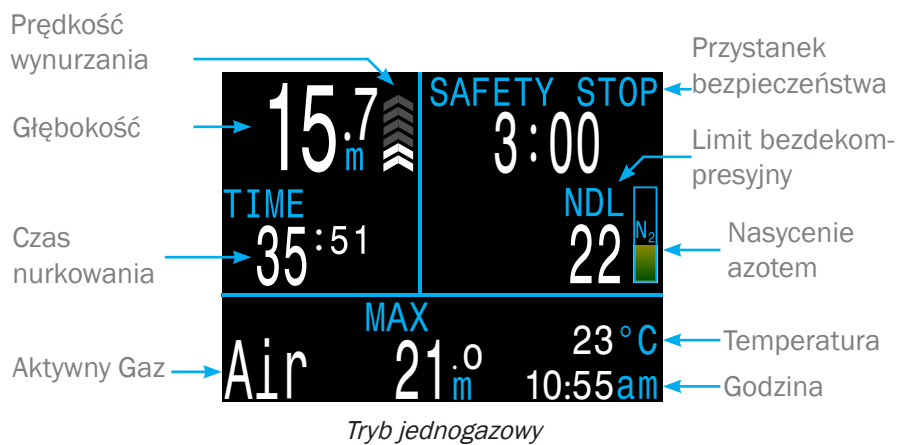 Prędkość
wynurzania
Głębokość
Czas
nurkowania
Aktywny Gaz
15.7
m
TIME
35:51
SAFETY STOP
3:00
NDL
22
N2
MAX
Air
21.0
m
23°C
10:55am
Przystanek
bezpieczeństwa
Limit bezdekom-
presyjny
Nasycenie
azotem
Temperatura
Godzina
Tryb jednogazowy